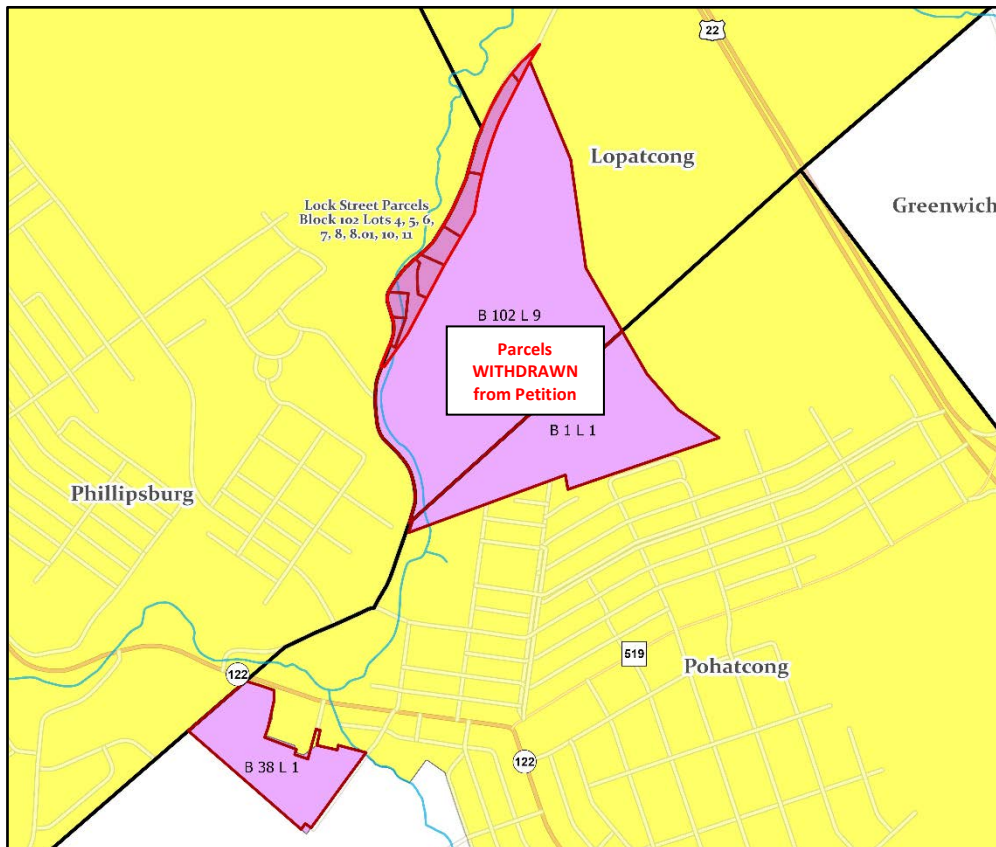 22
Lopatcong
Greenwich
Lock Street Parcels
Block 102 Lots 4, 5, 6,
7, 8, 8.01, 10, 11
B 102 L 9
Parcels
WITHDRAWN
from Petition
B 1 L 1
Phillipsburg
519
Pohatcong
122
122
B 38 L 1